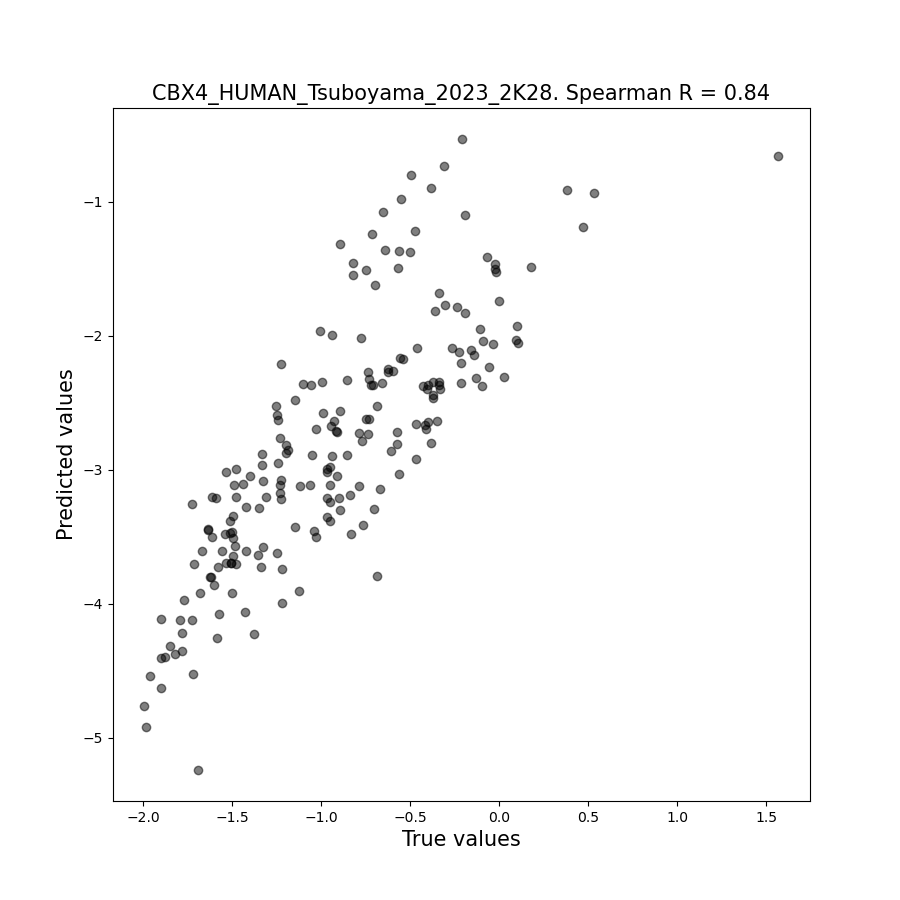 CBX4_HUMAN_Tsuboyama_2023_2K28. Spearman R = 0.84
Predicted values
−1
−2
−3
−4
−5
−2.0 −1.5 −1.0 −0.5 0.0 0.5 1.0 1.5
True values